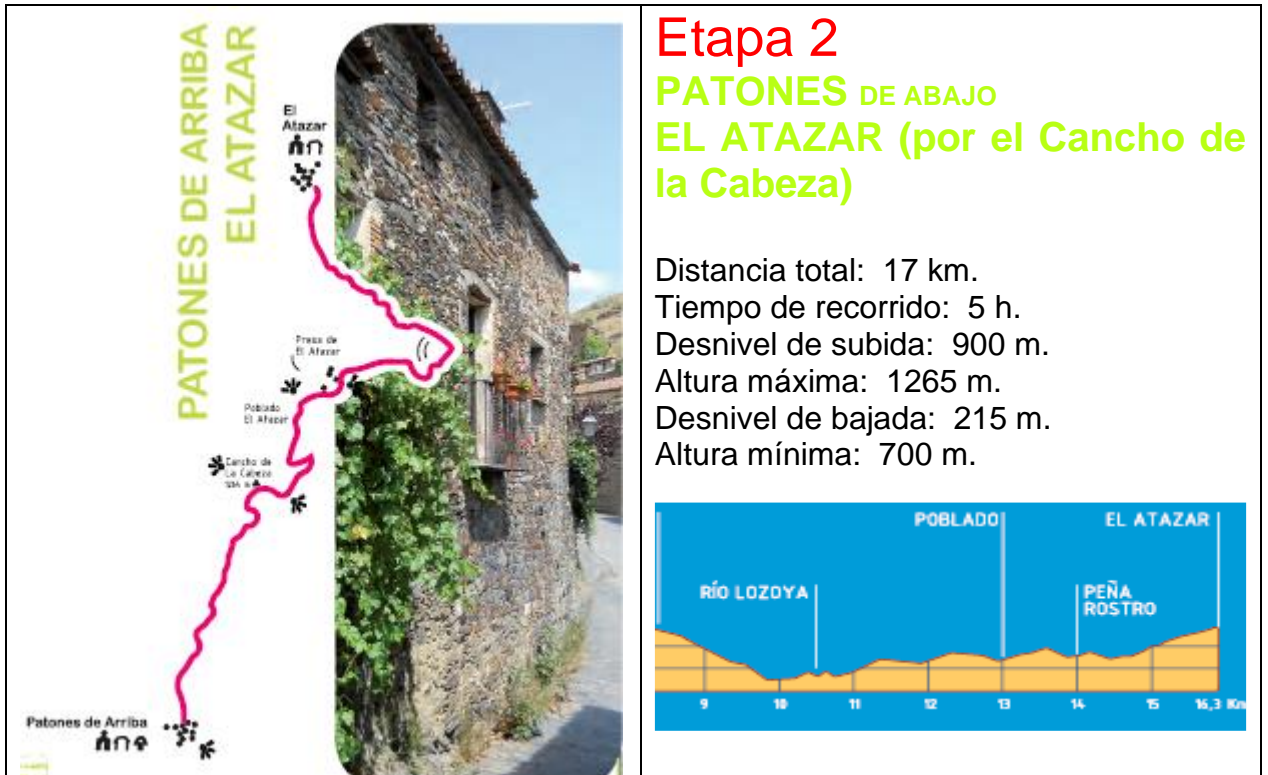 PATONES DE ARRIBA
EL ATAZAR
El
Atazar
Presa de
El Atazar
Poblado
El Atazar
Cancho de
La Cabeza
Patones de Arriba
Etapa 2
PATONES DE ABAJO
EL ATAZAR (por el Cancho de
la Cabeza)
Distancia total: 17 km.
Tiempo de recorrido: 5 h.
Desnivel de subida: 900 m.
Altura máxima: 1265 m.
Desnivel de bajada: 215 m.
Altura mínima: 700 m.
POBLADO
EL ATAZAR
RÍO LOZOYA
PEÑA
ROSTRO
9 10 11 12 13 14 15 16,3 Km